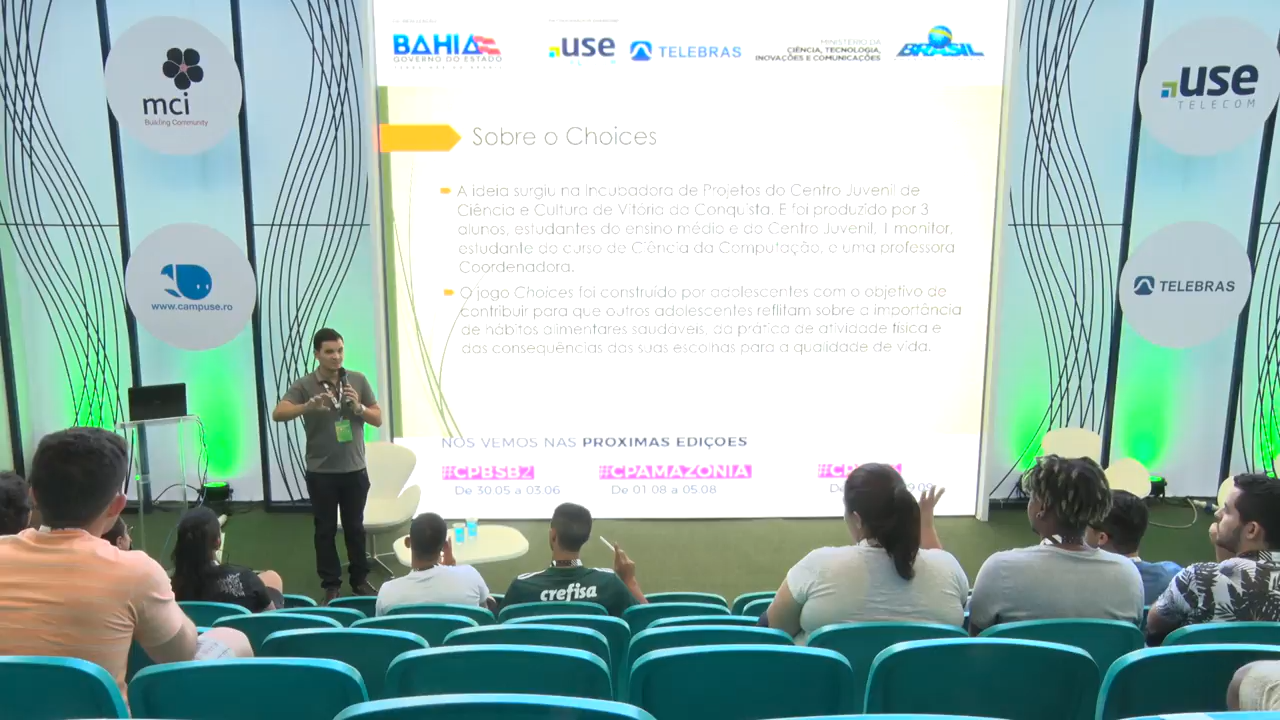 BAHIA
GOVERNO DO ESTADO
use
TELEBRAS
MINISTÉRIO DA
CIÊNCIA, TECNOLOGIA,
INOVAÇÕES E COMUNICAÇÕES
BRASIL
mci
Building Community
use
TELECOM
Sobre o Choices
A ideia surgiu na Incubadora de Projetos do Centro Juvenil de
Ciência e Cultura de Vitória da Conquista. E foi produzido por 3
alunos, estudantes do ensino médio e do Centro Juvenil, 1 monitor,
estudante do curso de Ciência da Computação, e uma professora
Coordenadora.
O jogo Choices foi construído por adolescentes com o objetivo de
contribuir para que outros adolescentes reflitam sobre a importância
de hábitos alimentares saudáveis, da prática de atividade física e
das consequências das suas escolhas para a qualidade de vida.
www.campuse.ro
TELEBRAS
NOS VEMOS NAS PRÓXIMAS EDIÇÕES
#CPBSB2
De 30.05 a 03.06
#CPAMAZONIA
De 01.08 a 05.08
crefisa